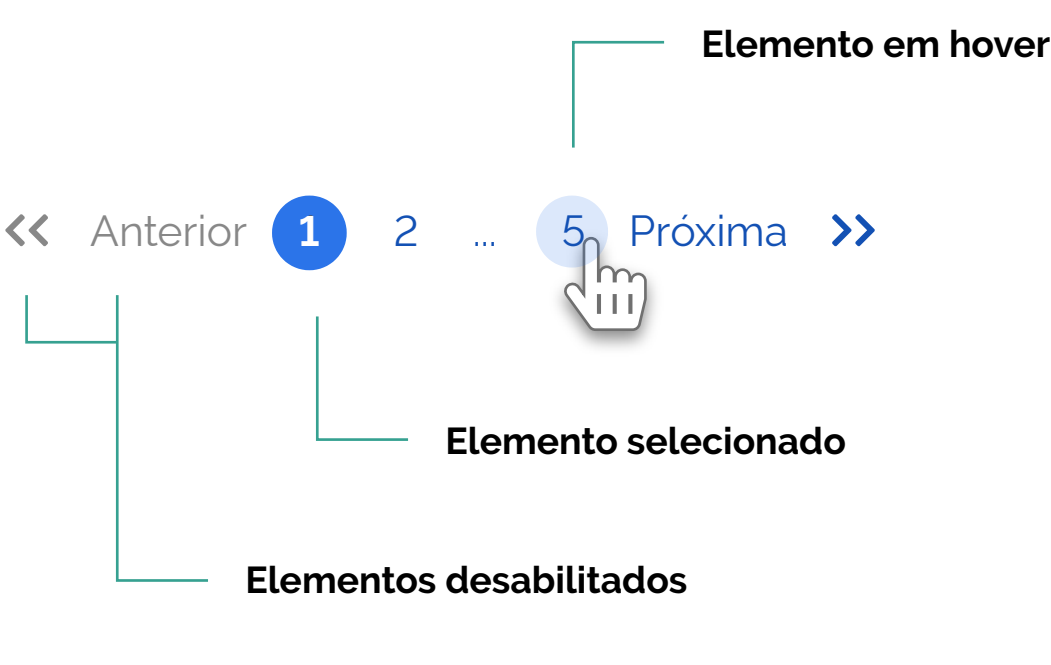 Elemento em hover
<< Anterior 1 2 ... 5 Próxima >>
Elemento selecionado
Elementos desabilitados